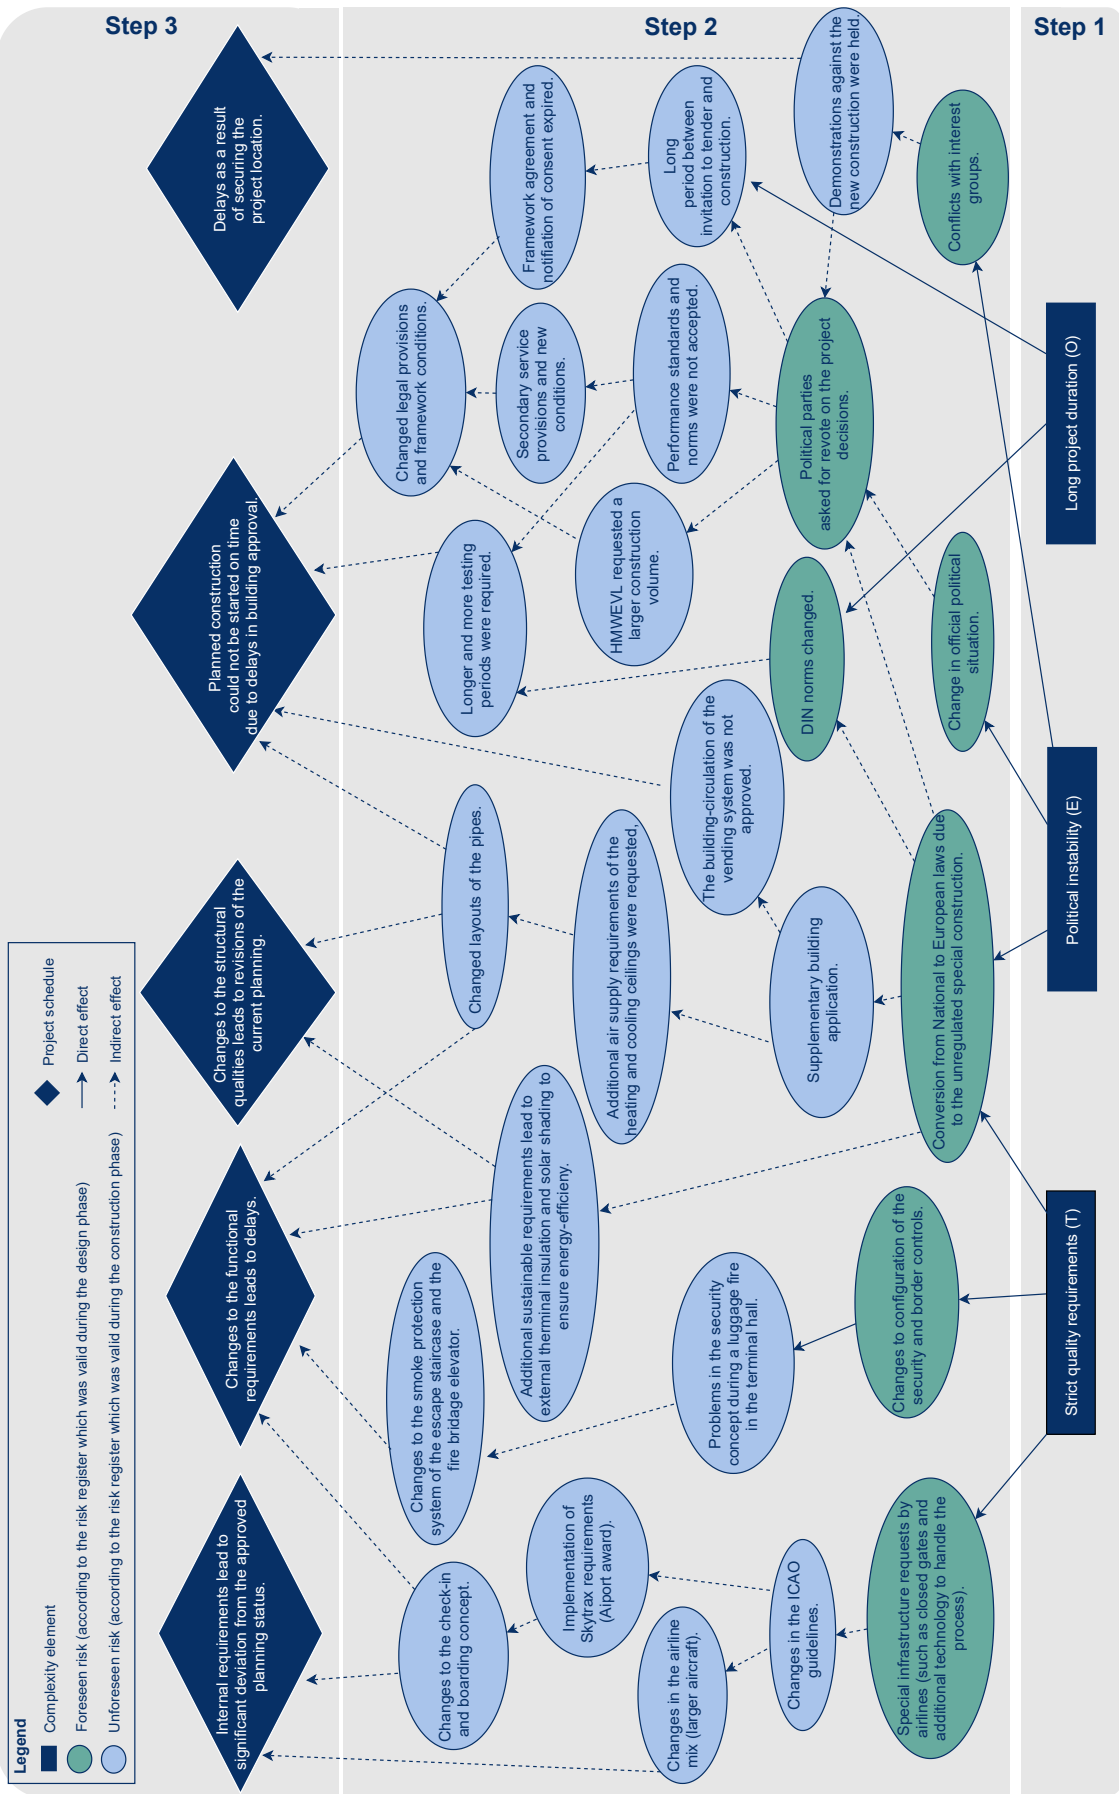 Step 3
Step 2
Step 1
Legend
Complexity element
Foreseen risk (according to the risk register which was valid during the design phase)
Unforeseen risk (according to the risk register which was valid during the construction phase)
Project schedule
Direct effect
Indirect effect
Internal requirements lead to
significant deviation from the approved
planning status.
Changes to the functional
requirements leads to delays.
Changes to the structural
qualities leads to revisions of the
current planning.
Planned construction
could not be started on time
due to delays in building approval.
Delays as a result
of securing the
project location.
Changes to the check-in
and boarding concept.
Changes to the smoke protection
system of the escape staircase and the
fire bridage elevator.
Changed layouts of the pipes.
Longer and more testing
periods were required.
Changed legal provisions
and framework conditions.
Implementation of
Skytrax requirements
(Aiport award).
Additional sustainable requirements lead to
external therminal insulation and solar shading to
ensure energy-efficieny.
Additional air supply requirements of the
heating and cooling ceilings were requested,
Secondary service
provisions and new
conditions.
Framework agreement and
notifiation of consent expired.
Changes in the airline
mix (larger aircraft).
Problems in the security
concept during a luggage fire
in the terminal hall.
The building-circulation of the
vending system was not
approved.
HMWEVL requested a
larger construction
volume.
Performance standards and
norms were not accepted.
Long
period between
invitation to tender and
construction.
Changes in the ICAO
guidelines.
Supplementary building
application.
DIN norms changed.
Political parties
asked for revote on the project
decisions.
Demonstrations against the
new construction were held.
Special infrastructure requests by
airlines (such as closed gates and
additional technology to handle the
process).
Changes to configuration of the
security and border controls.
Conversion from National to European laws due
to the unregulated special construction.
Change in official political
situation.
Conflicts with interest
groups.
Strict quality requirements (T)
Political instability (E)
Long project duration (O)